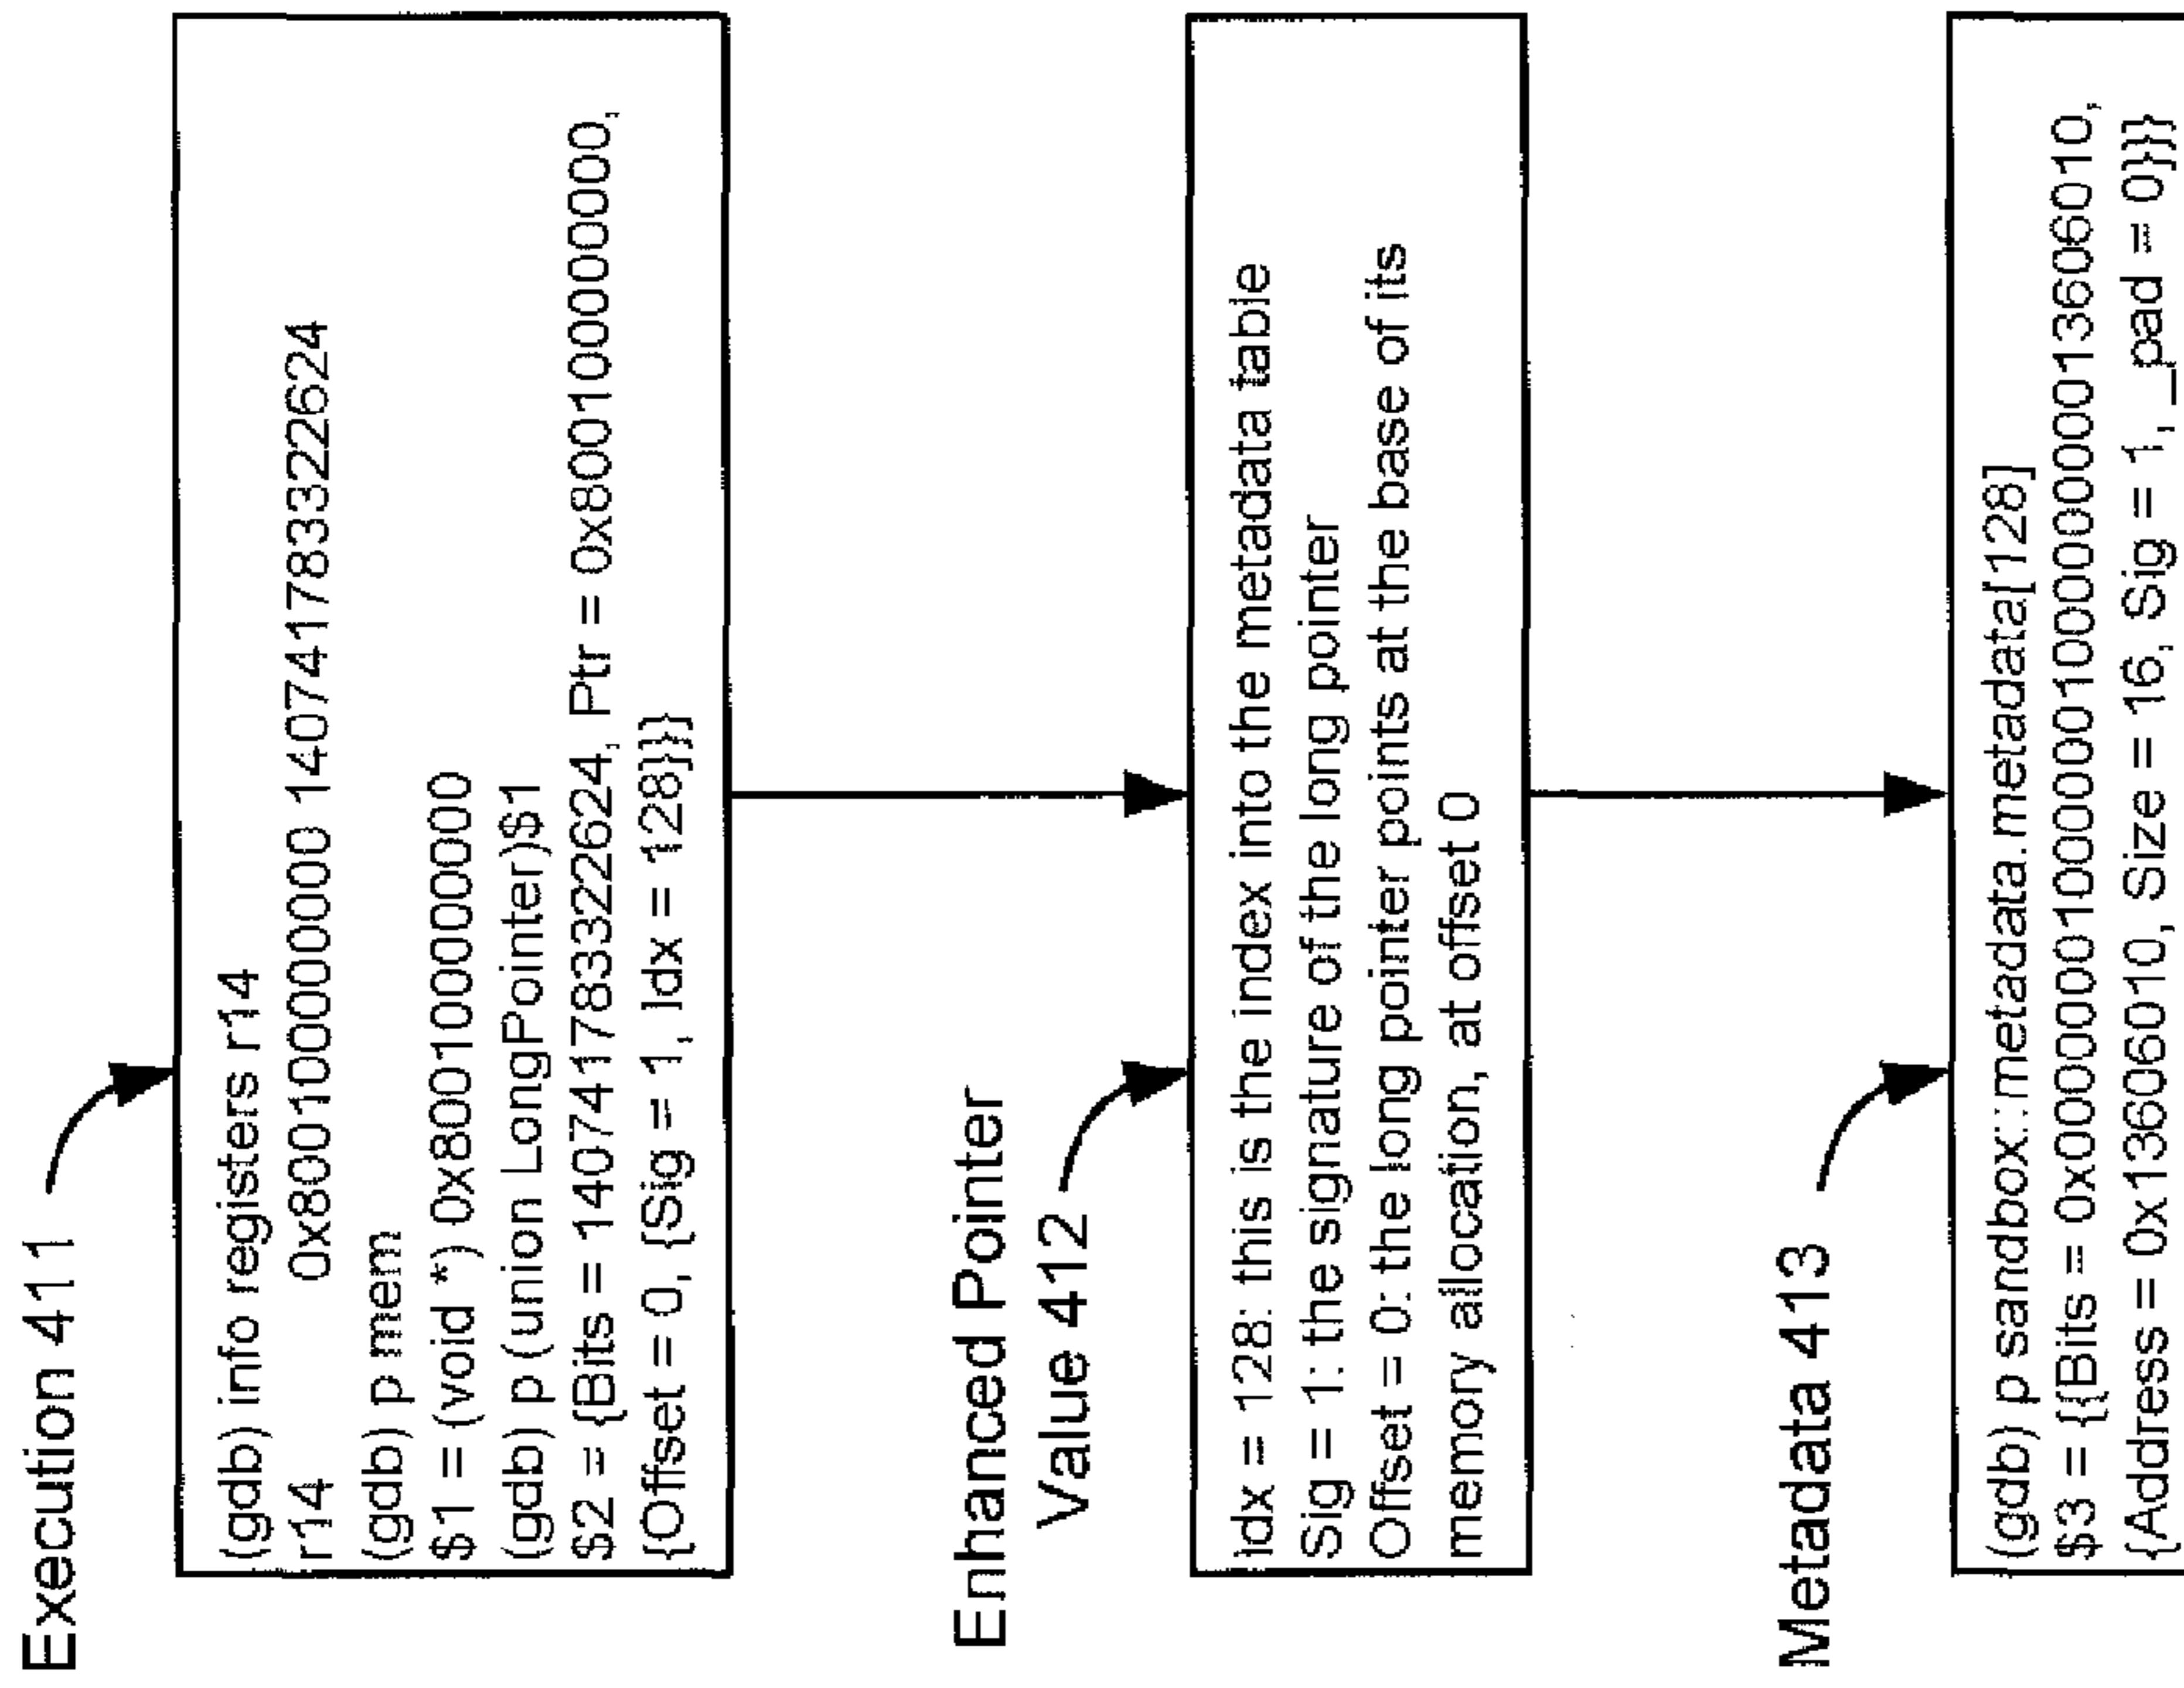 Execution 411
(gdb) info registers r14
r14 0x800100000000 140741783322624
(gdb) p mem
$1 = (void *) 0x800100000000
(gdb) p (union LongPointer)$1
$2 = {Bits = 140741783322624, Ptr = 0x800100000000,
{Offset = 0, {Sig = 1, Idx = 128}}}
Enhanced Pointer
Value 412
Idx = 128: this is the index into the metadata table
Sig = 1: the signature of the long pointer
Offset = 0: the long pointer points at the base of its
memory allocation, at offset 0
Metadata 413
(gdb) p sandbox::metadata.metadata[128]
$3 = {{Bits = 0x00000001000000100000000013606010,
{Address = 0x13606010, Size = 16, Sig = 1, _pad = 0}}}